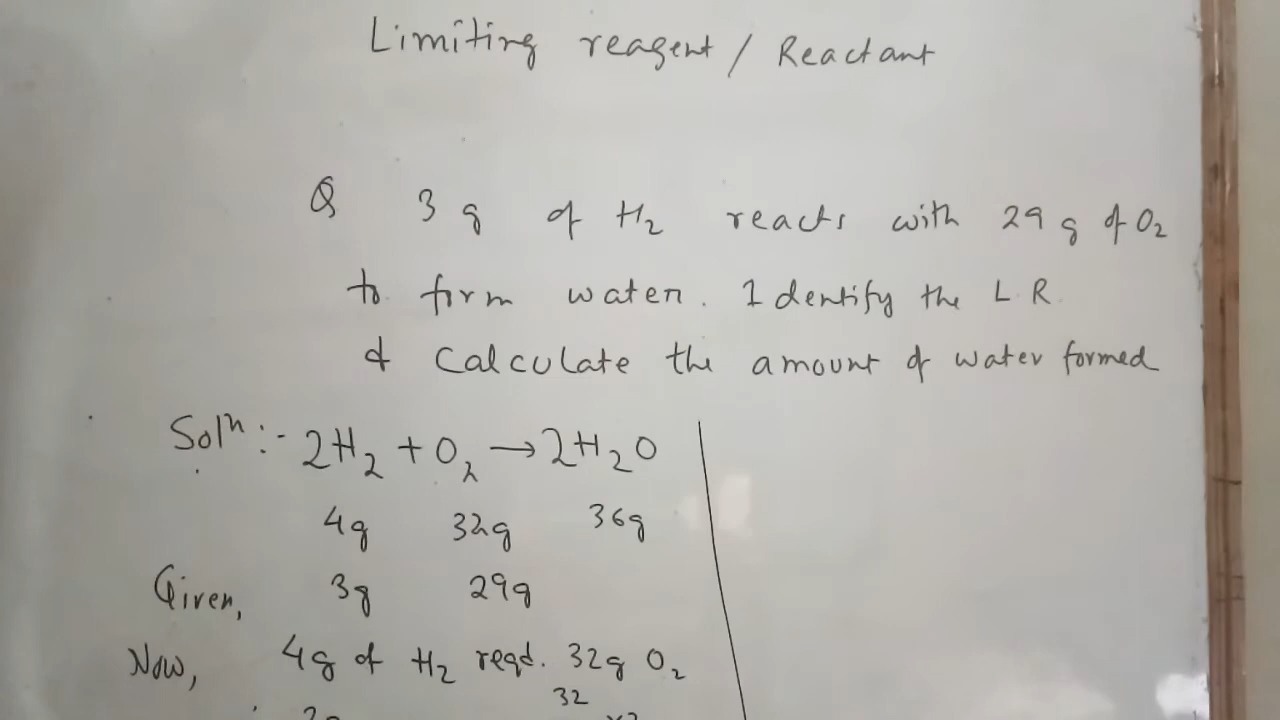 Limiting reagent / Reactant
Q 3 g of H₂ reacts with 29 g of O₂
to form water. Identify the L R
& Calculate the amount of water formed
Solⁿ :- 2H₂ + O₂ → 2H₂O
4g 32g 36g
Given, 3g 29g
Now, 4g of H₂ reqd. 32g O₂
32